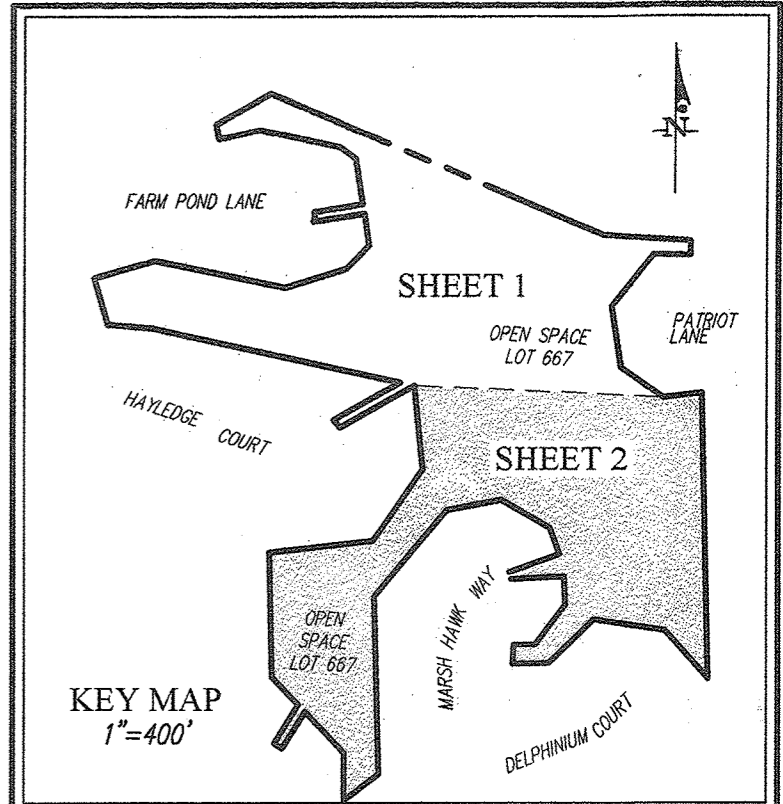 N
FARM POND LANE
SHEET 1
PATRIOT
LANE
OPEN SPACE
LOT 667
HAYLEDGE COURT
SHEET 2
MARSH HAWK WAY
OPEN
SPACE
LOT 667
KEY MAP
1"=400'
DELPHINIUM COURT